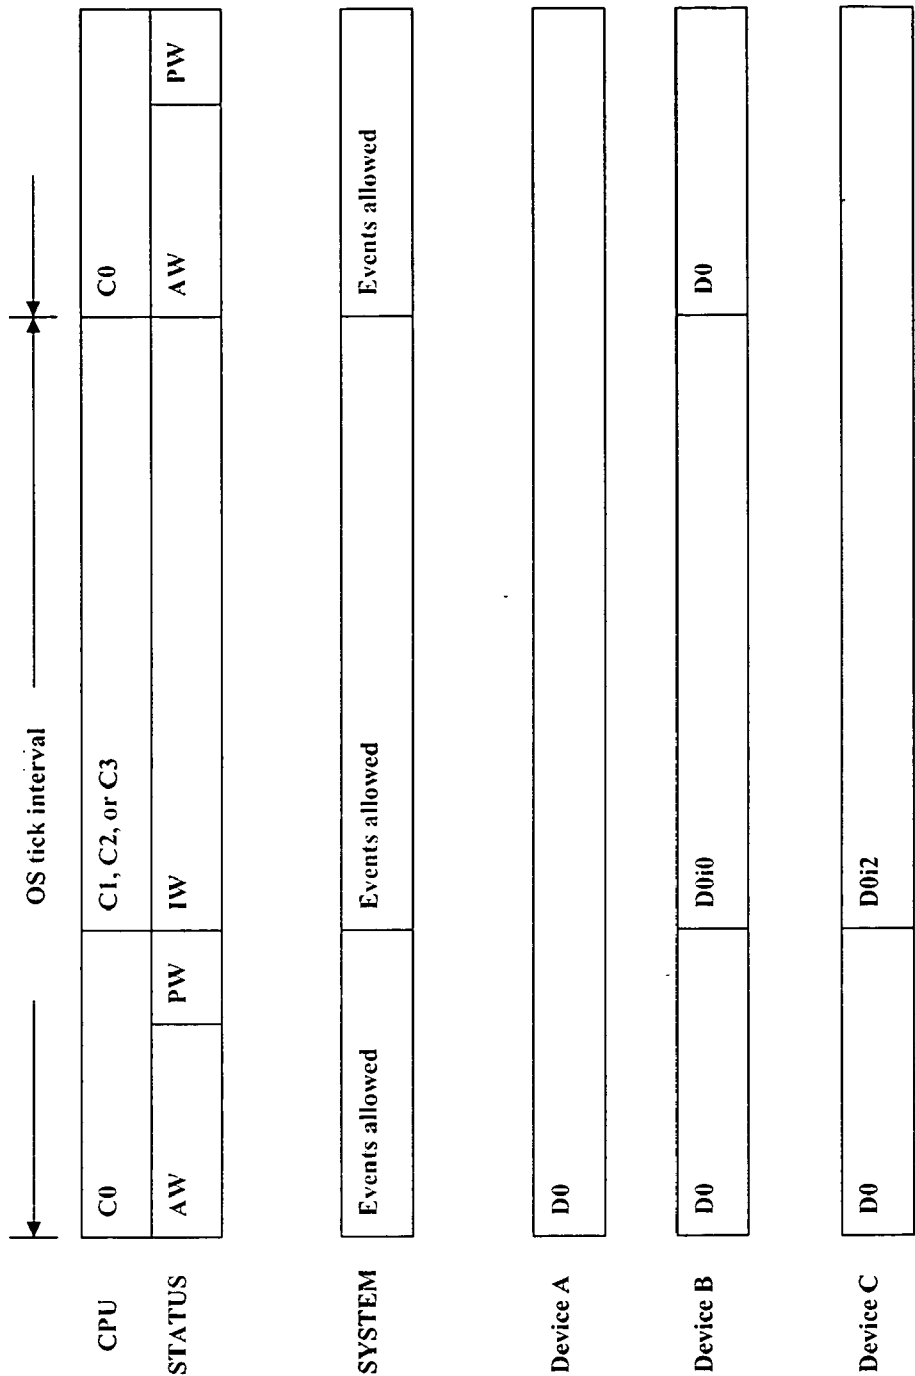 OS tick interval
CPU C0 C1, C2, or C3 C0
STATUS AW PW IW AW PW
SYSTEM Events allowed Events allowed Events allowed
Device A D0
Device B D0 D0i0 D0
Device C D0 D0i2